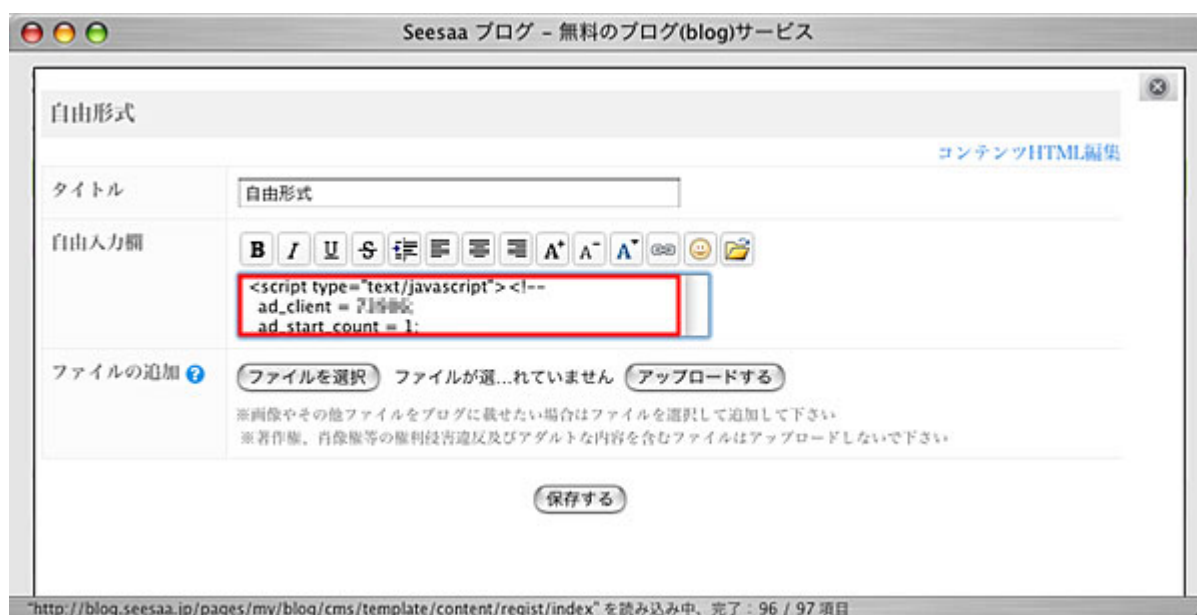 Seesaa ブログ – 無料のブログ(blog)サービス
自由形式
コンテンツHTML編集
タイトル
自由形式
自由入力欄
B I U S A+ A- A
<script type="text/javascript"><!--
ad_client =
ad_start_count = 1;
ファイルの追加 ?
ファイルを選択 ファイルが選...れていません アップロードする
※画像やその他ファイルをブログに載せたい場合はファイルを選択して追加して下さい
※著作権、肖像権等の権利侵害違反及びアダルトな内容を含むファイルはアップロードしないで下さい
保存する
"http://blog.seesaa.jp/pages/my/blog/cms/template/content/regist/index" を読み込み中、完了：96 / 97 項目